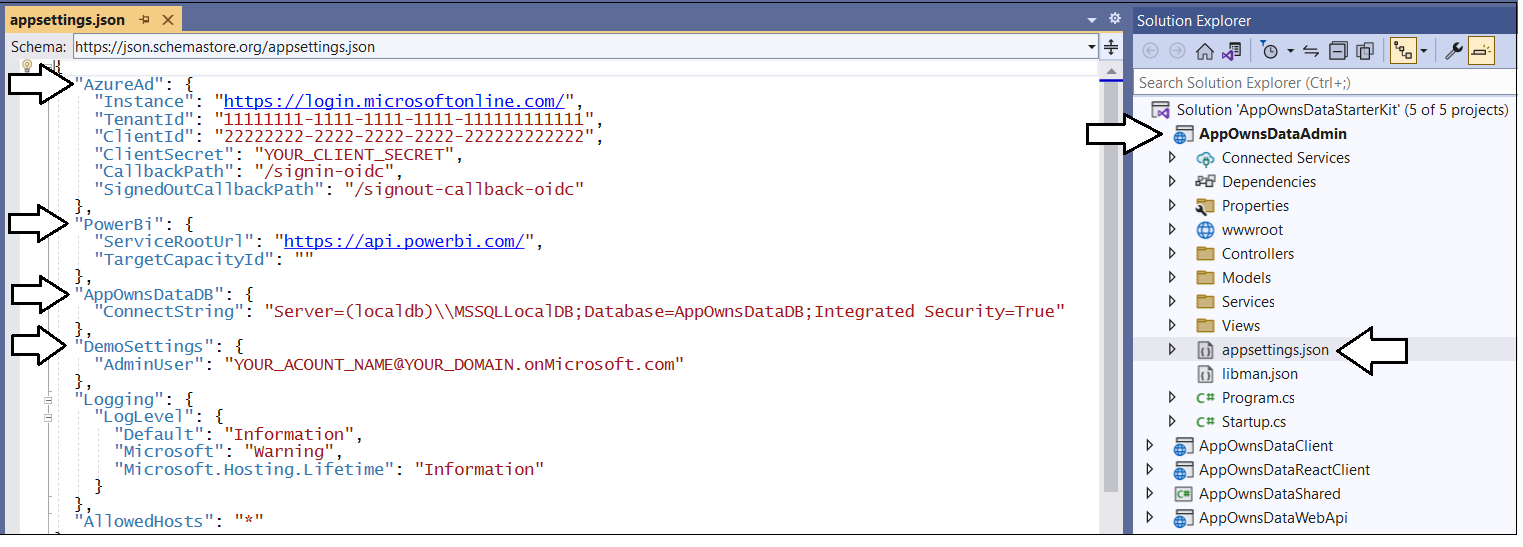 appsettings.json
Schema: https://json.schemastore.org/appsettings.json
{
"AzureAd": {
"Instance": "https://login.microsoftonline.com/",
"TenantId": "11111111-1111-1111-1111-111111111111",
"ClientId": "22222222-2222-2222-2222-222222222222",
"ClientSecret": "YOUR_CLIENT_SECRET",
"CallbackPath": "/signin-oidc",
"SignedOutCallbackPath": "/signout-callback-oidc"
},
"PowerBi": {
"ServiceRootUrl": "https://api.powerbi.com/",
"TargetCapacityId": ""
},
"AppOwnsDataDB": {
"ConnectString": "Server=(localdb)\\MSSQLLocalDB;Database=AppOwnsDataDB;Integrated Security=True"
},
"DemoSettings": {
"AdminUser": "YOUR_ACOUNT_NAME@YOUR_DOMAIN.onMicrosoft.com"
},
"Logging": {
"LogLevel": {
"Default": "Information",
"Microsoft": "Warning",
"Microsoft.Hosting.Lifetime": "Information"
}
},
"AllowedHosts": "*"
Solution Explorer
Search Solution Explorer (Ctrl+;)
Solution 'AppOwnsDataStarterKit' (5 of 5 projects)
AppOwnsDataAdmin
Connected Services
Dependencies
Properties
wwwroot
Controllers
Models
Services
Views
appsettings.json
libman.json
C# Program.cs
C# Startup.cs
AppOwnsDataClient
AppOwnsDataReactClient
C# AppOwnsDataShared
AppOwnsDataWebApi